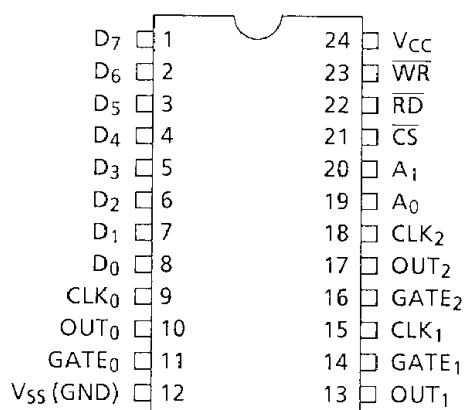 D7 1 24 VCC
D6 2 23 WR
D5 3 22 RD
D4 4 21 CS
D3 5 20 A1
D2 6 19 A0
D1 7 18 CLK2
D0 8 17 OUT2
CLK0 9 16 GATE2
OUT0 10 15 CLK1
GATE0 11 14 GATE1
VSS (GND) 12 13 OUT1